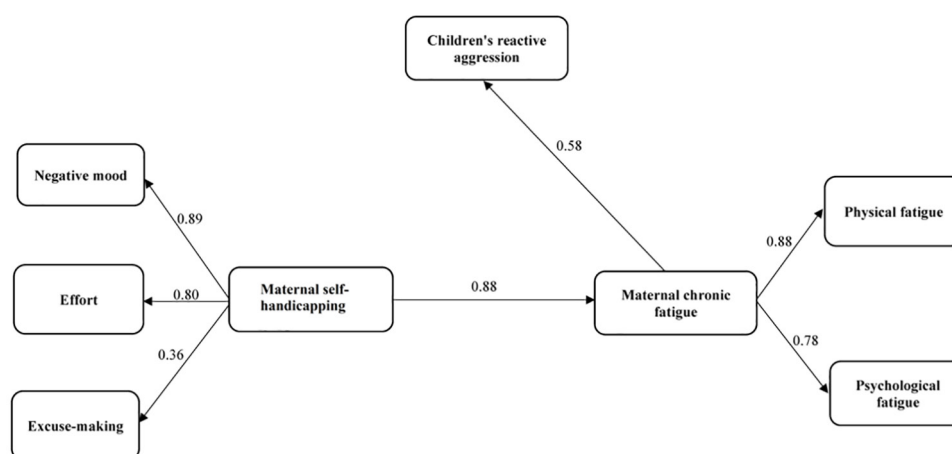 Children's reactive
aggression
0.58
Negative mood
0.89
Physical fatigue
0.88
Effort
0.80
Maternal self-
handicapping
0.88
Maternal chronic
fatigue
0.36
0.78
Excuse-making
Psychological
fatigue